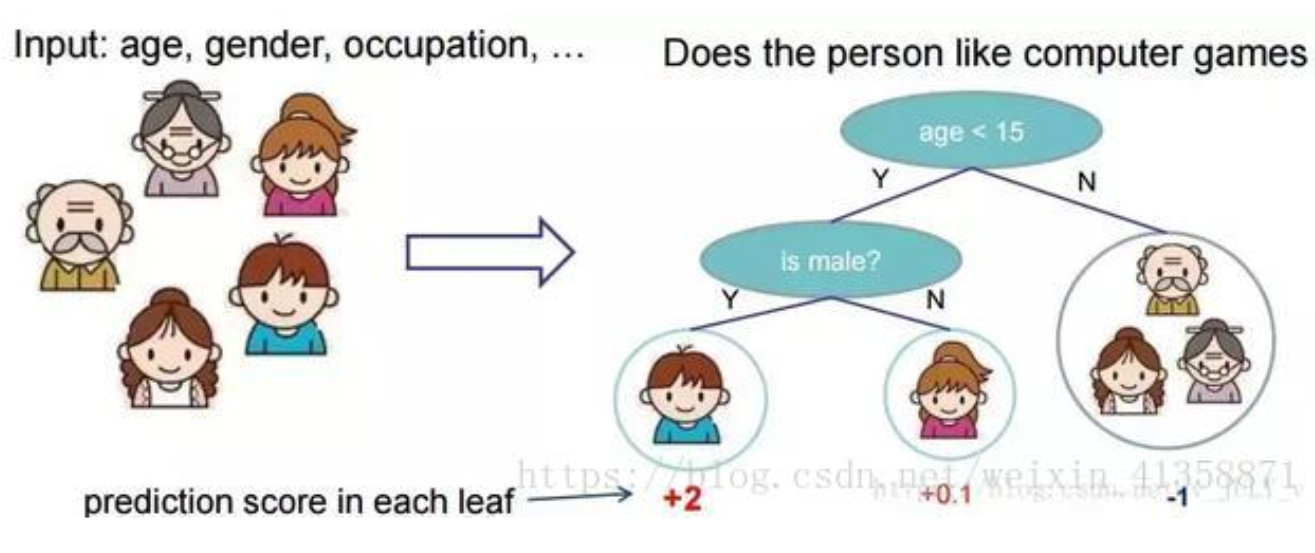 Input: age, gender, occupation, ...
Does the person like computer games
age < 15
Y
N
is male?
Y
N
https://blog.csdn.net/weixin_41358871
prediction score in each leaf
+2
+0.1
-1